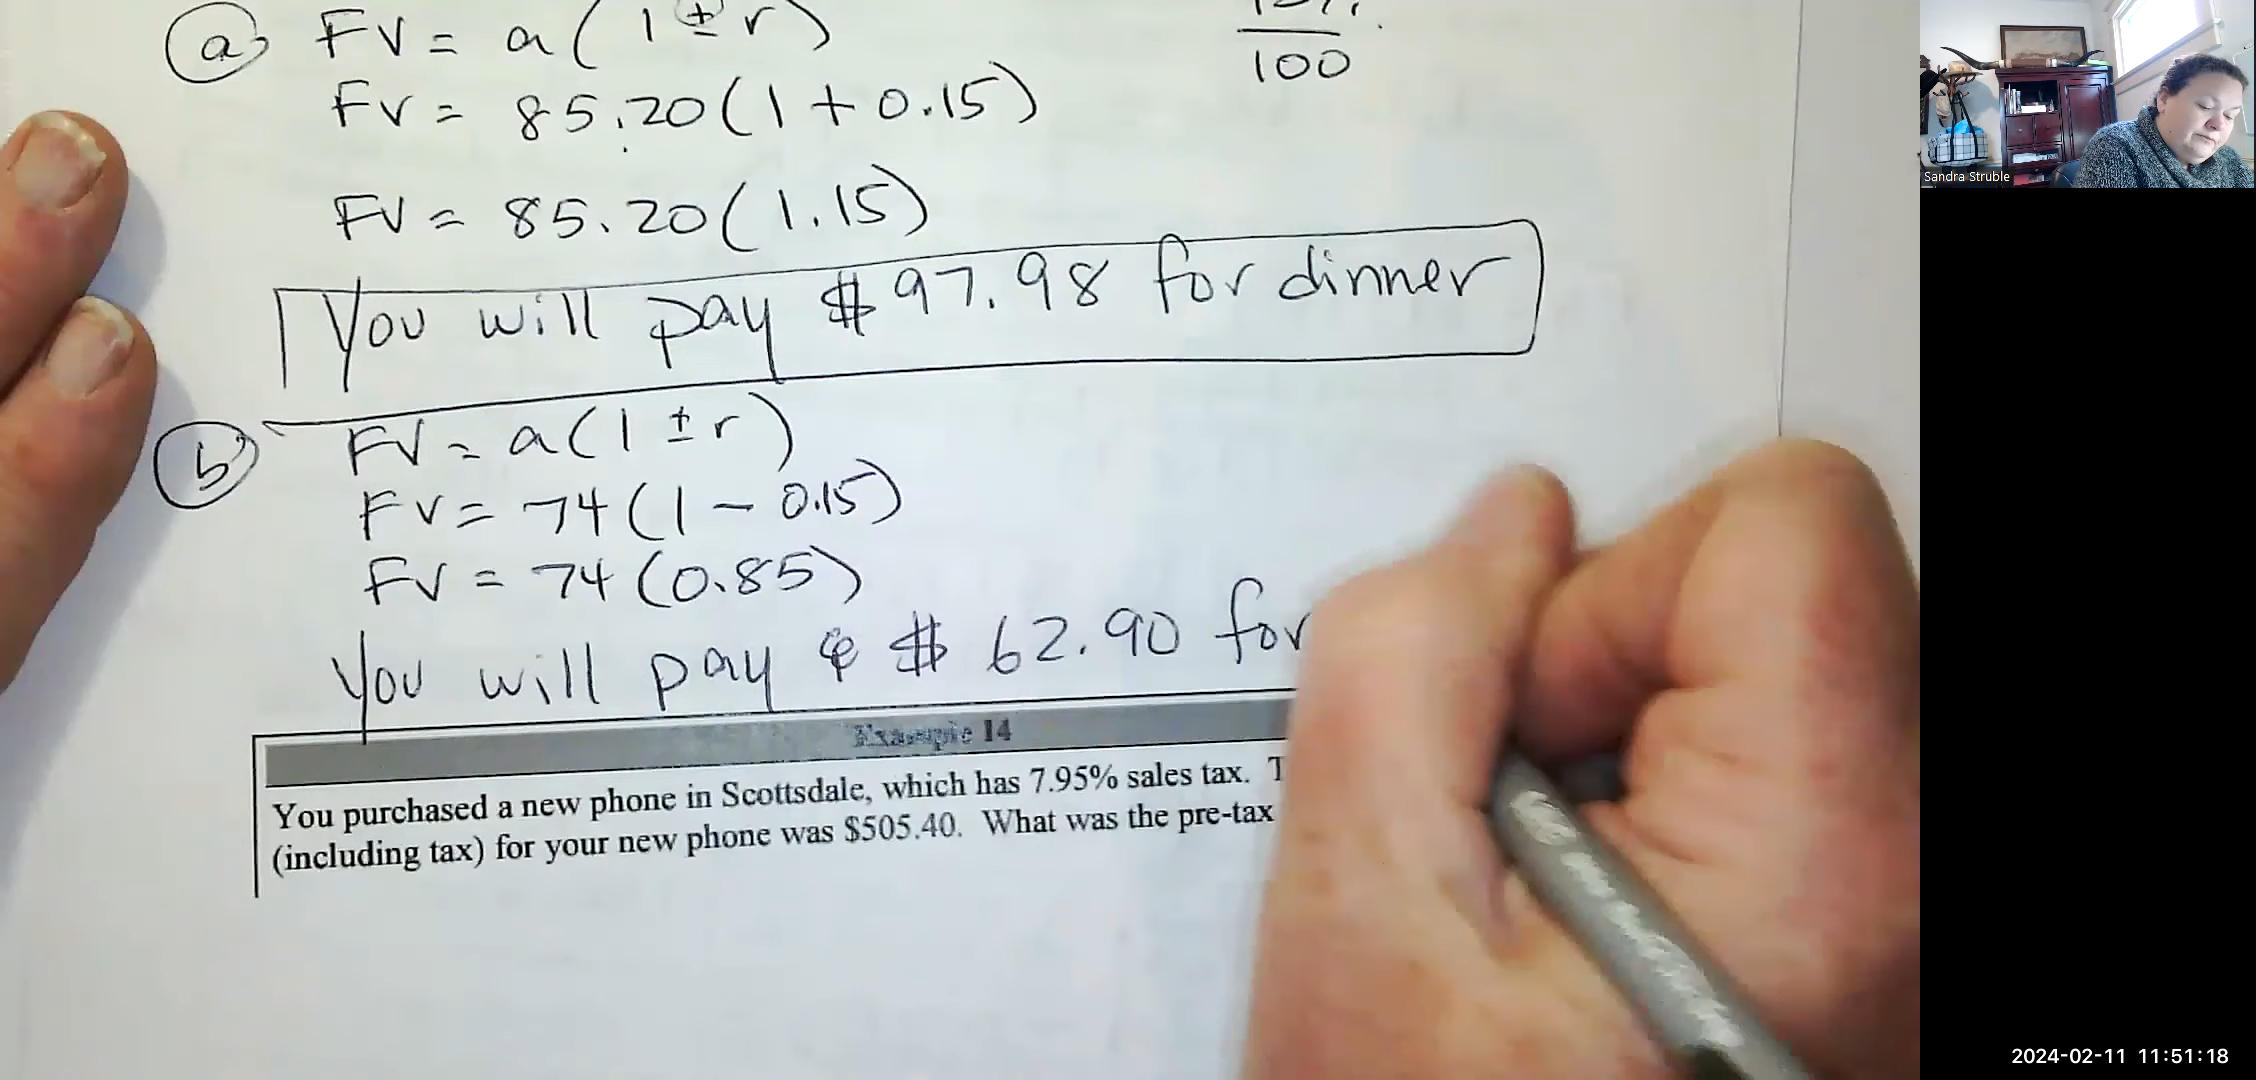 a FV = a ( 1 ± r )
100
FV = 85.20 ( 1 + 0.15 )
FV = 85.20 ( 1.15 )
You will pay $ 97.98 for dinner
b FV = a ( 1 ± r )
FV = 74 ( 1 - 0.15 )
FV = 74 ( 0.85 )
You will pay $ 62.90 for
Example 14
You purchased a new phone in Scottsdale, which has 7.95% sales tax. T
(including tax) for your new phone was $505.40. What was the pre-tax
Sandra Struble
2024-02-11 11:51:18